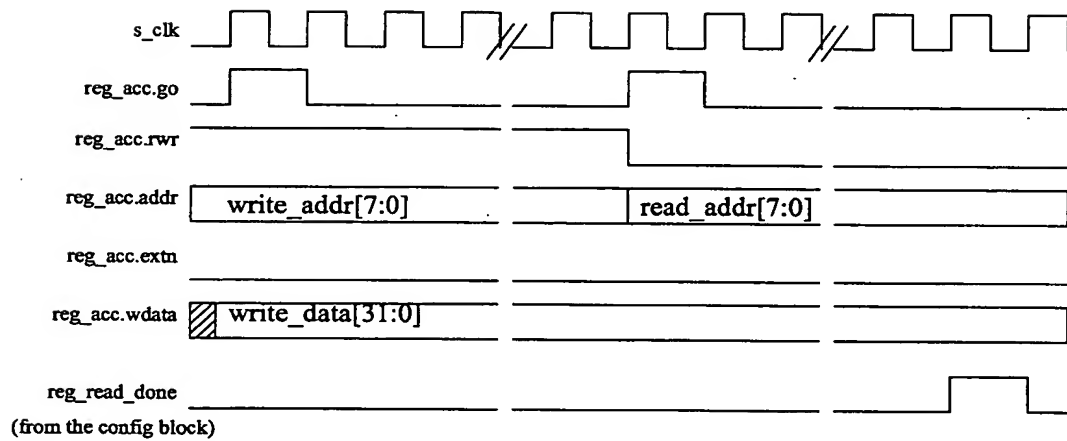 s_clk
reg_acc.go
reg_acc.rwr
reg_acc.addr
write_addr[7:0]
read_addr[7:0]
reg_acc.extn
reg_acc.wdata
write_data[31:0]
reg_read_done
(from the config block)